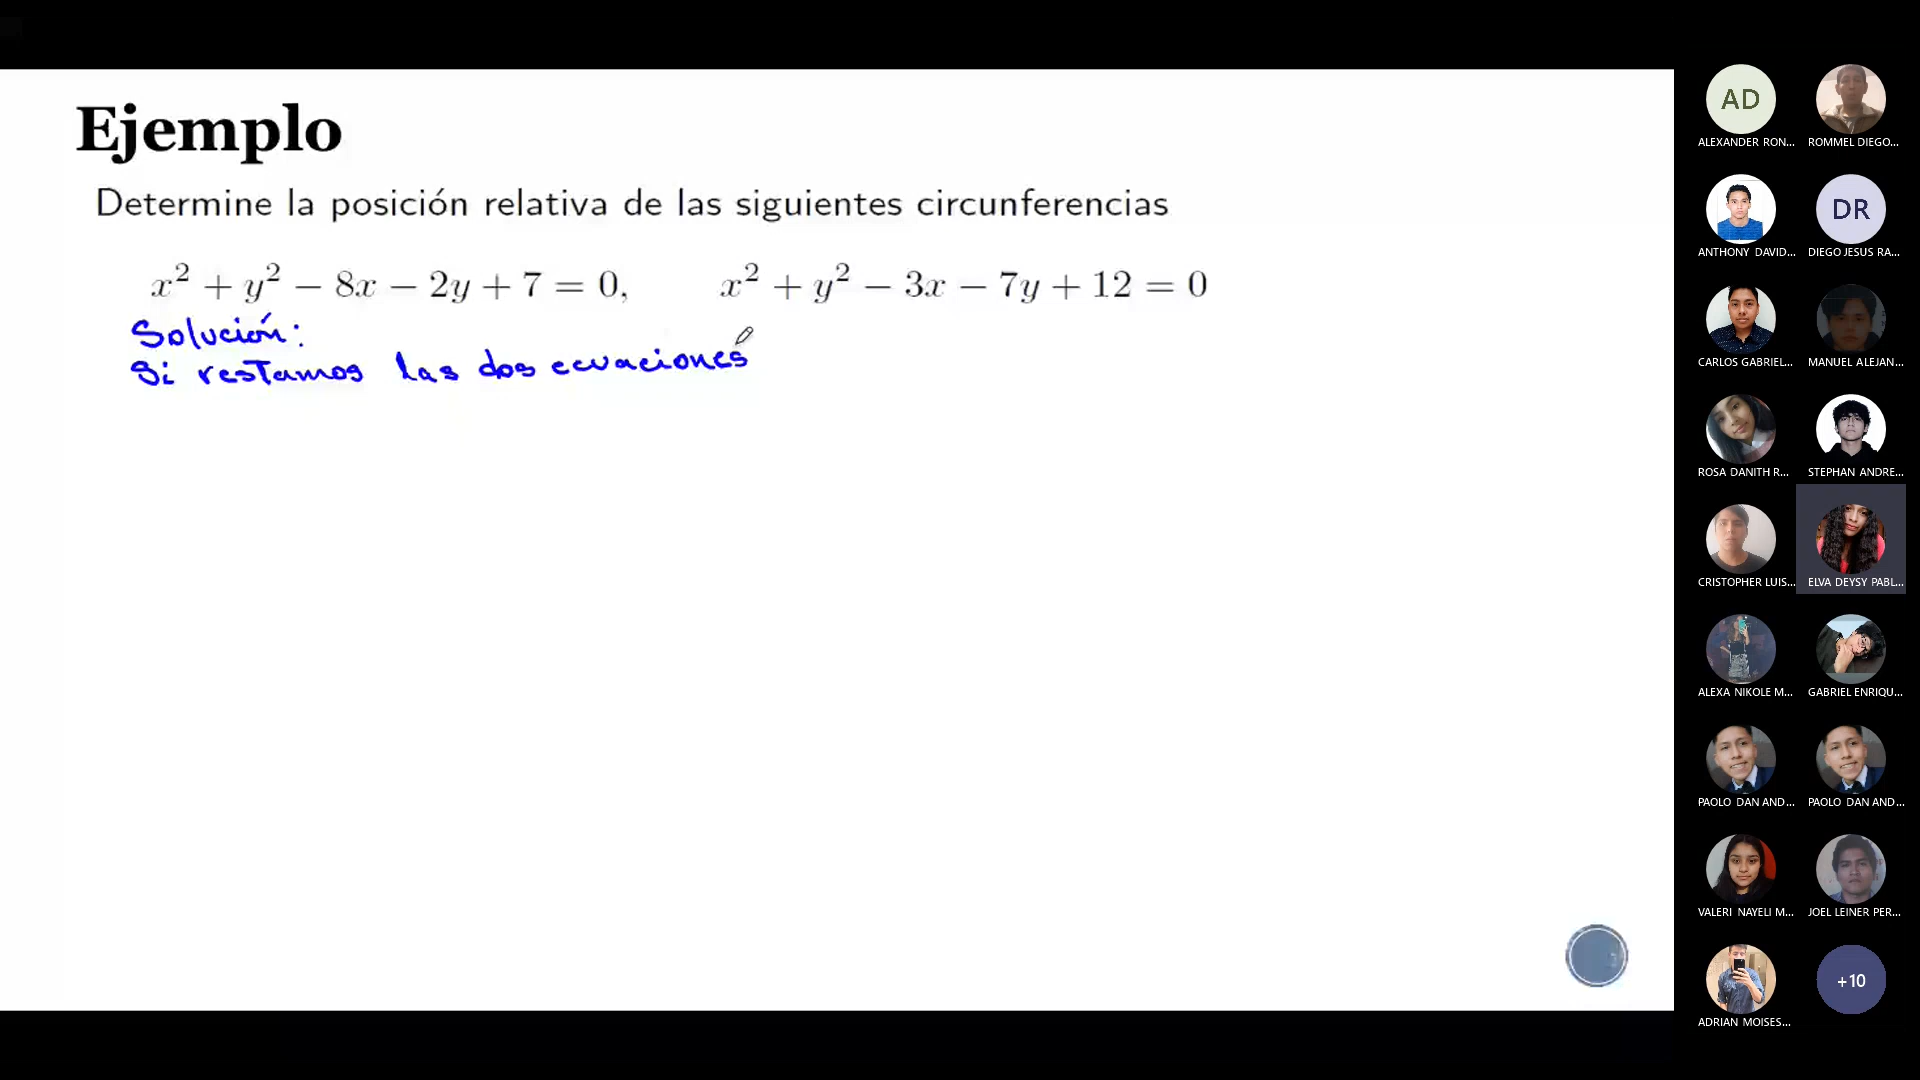 Ejemplo
Determine la posición relativa de las siguientes circunferencias
x² + y² − 8x − 2y + 7 = 0, x² + y² − 3x − 7y + 12 = 0
Solución:
Si restamos las dos ecuaciones
AD
ALEXANDER RON...
ROMMEL DIEGO...
ANTHONY DAVID...
DR
DIEGO JESUS RA...
CARLOS GABRIEL...
MANUEL ALEJAN...
ROSA DANITH R...
STEPHAN ANDRE...
CRISTOPHER LUIS...
ELVA DEYSY PABL...
ALEXA NIKOLE M...
GABRIEL ENRIQU...
PAOLO DAN AND...
PAOLO DAN AND...
VALERI NAYELI M...
JOEL LEINER PER...
ADRIAN MOISES...
+10